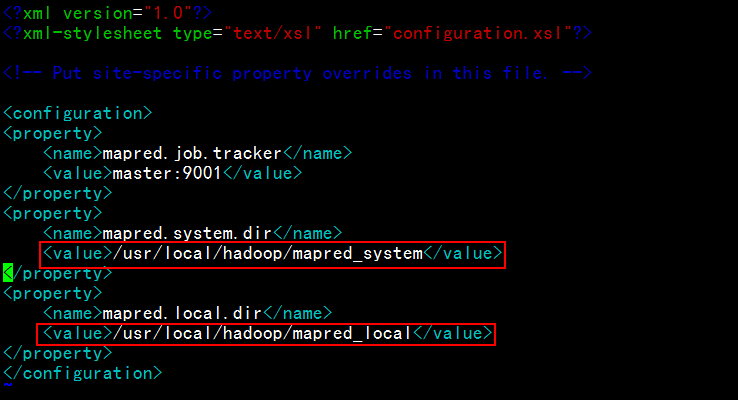 <?xml version="1.0"?>
<?xml-stylesheet type="text/xsl" href="configuration.xsl"?>
<!-- Put site-specific property overrides in this file. -->
<configuration>
<property>
    <name>mapred.job.tracker</name>
    <value>master:9001</value>
</property>
<property>
    <name>mapred.system.dir</name>
    <value>/usr/local/hadoop/mapred_system</value>
</property>
<property>
    <name>mapred.local.dir</name>
    <value>/usr/local/hadoop/mapred_local</value>
</property>
</configuration>
~